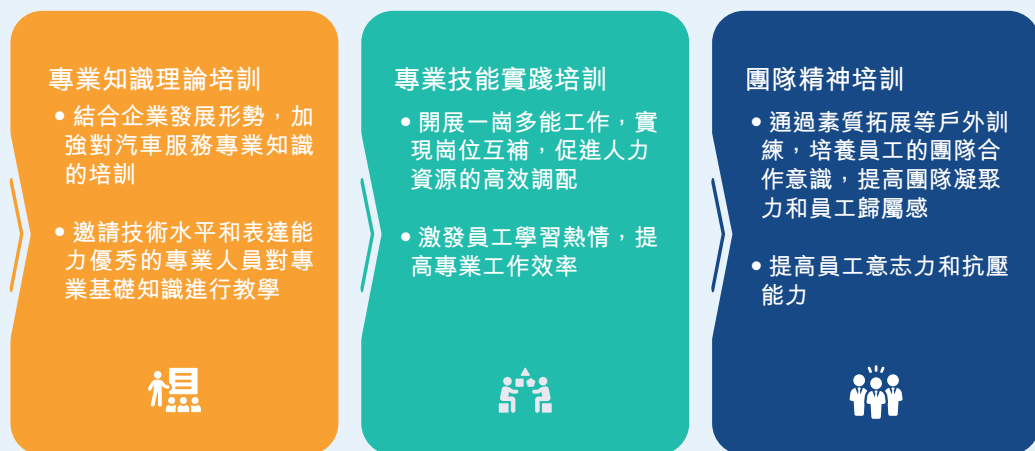 專業知識理論培訓
• 結合企業發展形勢，加
強對汽車服務專業知識
的培訓
• 邀請技術水平和表達能
力優秀的專業人員對專
業基礎知識進行教學
專業技能實踐培訓
• 開展一崗多能工作，實
現崗位互補，促進人力
資源的高效調配
• 激發員工學習熱情，提
高專業工作效率
團隊精神培訓
• 通過素質拓展等戶外訓
練，培養員工的團隊合
作意識，提高團隊凝聚
力和員工歸屬感
• 提高員工意志力和抗壓
能力